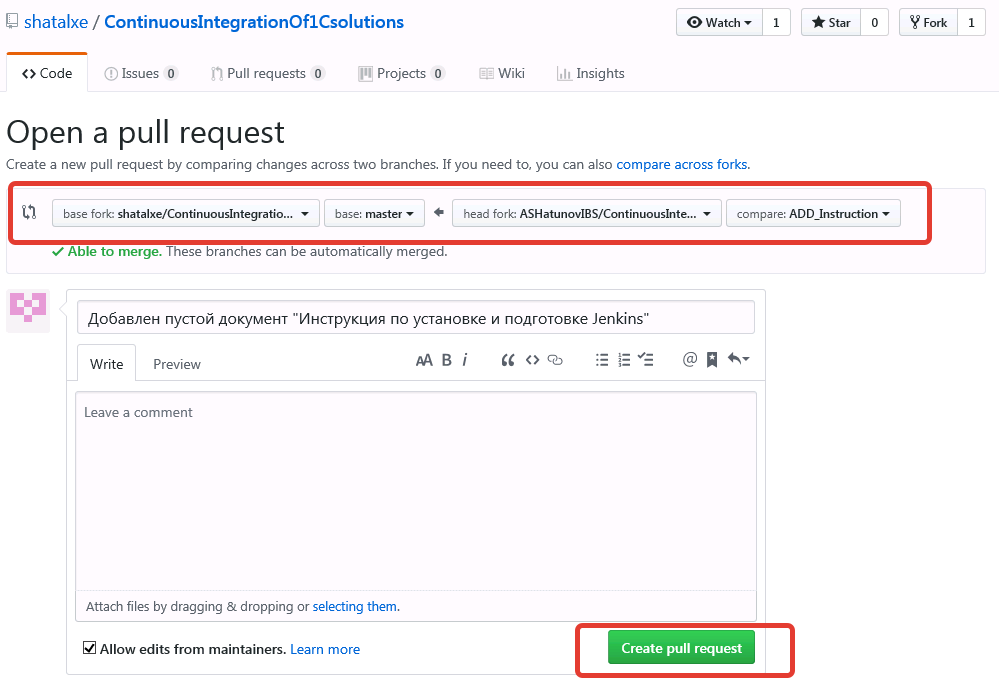 shatalxe / ContinuousIntegrationOf1Csolutions
Watch 1 Star 0 Fork 1
Code Issues 0 Pull requests 0 Projects 0 Wiki Insights
Open a pull request
Create a new pull request by comparing changes across two branches. If you need to, you can also compare across forks.
base fork: shatalxe/ContinuousIntegratio... base: master head fork: ASHatunovIBS/ContinuousInte... compare: ADD_Instruction
Able to merge. These branches can be automatically merged.
Добавлен пустой документ "Инструкция по установке и подготовке Jenkins"
Write Preview AA B i @
Leave a comment
Attach files by dragging & dropping or selecting them.
Allow edits from maintainers. Learn more
Create pull request